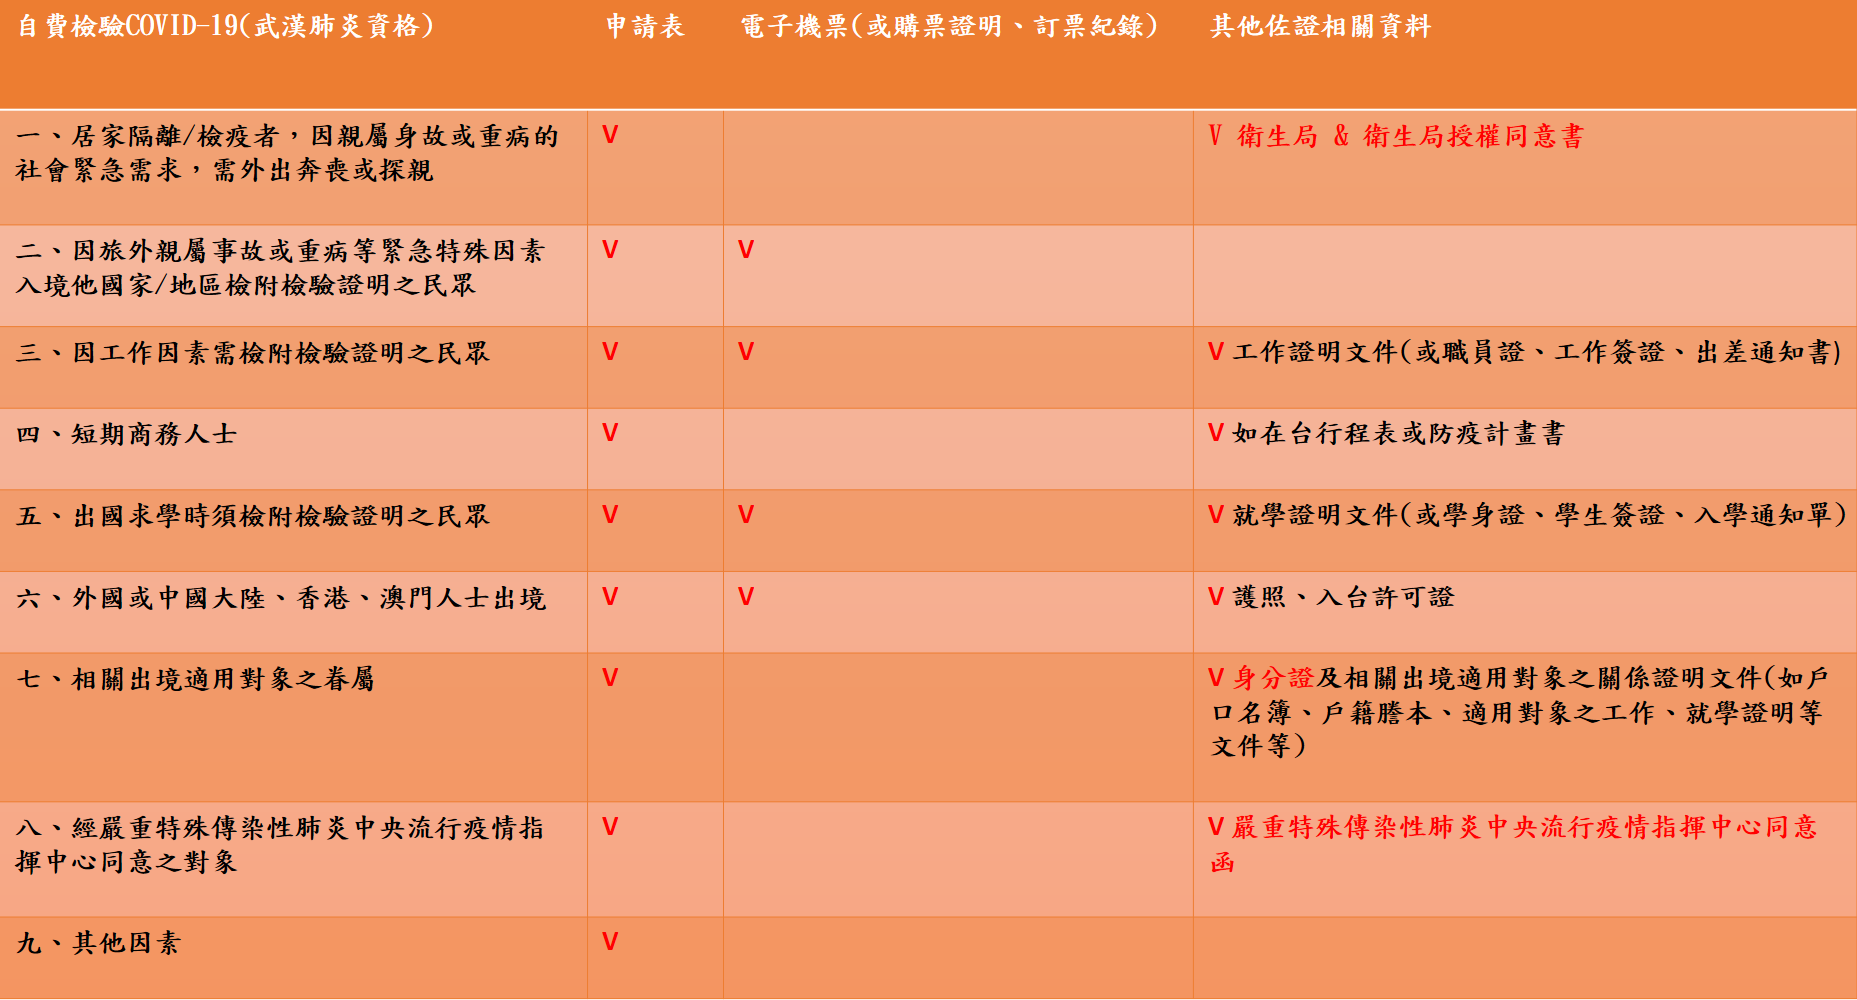 自費檢驗COVID-19(武漢肺炎資格) 申請表 電子機票(或購票證明、訂票紀錄) 其他佐證相關資料
一、居家隔離/檢疫者，因親屬身故或重病的 V V 衛生局 & 衛生局授權同意書
社會緊急需求，需外出奔喪或探親
二、因旅外親屬事故或重病等緊急特殊因素 V V
入境他國家/地區檢附檢驗證明之民眾
三、因工作因素需檢附檢驗證明之民眾 V V V 工作證明文件(或職員證、工作簽證、出差通知書)
四、短期商務人士 V V 如在台行程表或防疫計畫書
五、出國求學時須檢附檢驗證明之民眾 V V V 就學證明文件(或學身證、學生簽證、入學通知單)
六、外國或中國大陸、香港、澳門人士出境 V V V 護照、入台許可證
七、相關出境適用對象之眷屬 V V 身分證及相關出境適用對象之關係證明文件(如戶
口名簿、戶籍謄本、適用對象之工作、就學證明等
文件等)
八、經嚴重特殊傳染性肺炎中央流行疫情指 V V 嚴重特殊傳染性肺炎中央流行疫情指揮中心同意
揮中心同意之對象 函
九、其他因素 V